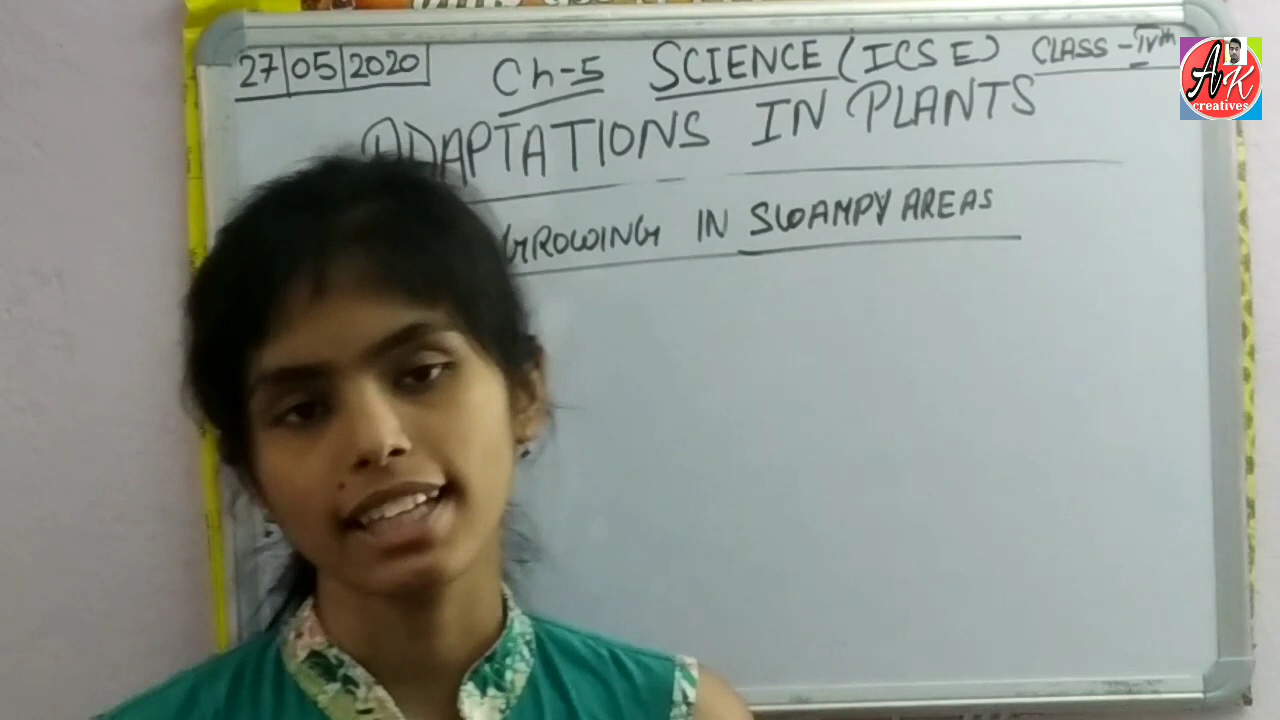 27|05|2020 Ch-5 SCIENCE (ICSE) CLASS-IVth
ADAPTATIONS IN PLANTS
GROWING IN SWAMPY AREAS
AK
creatives